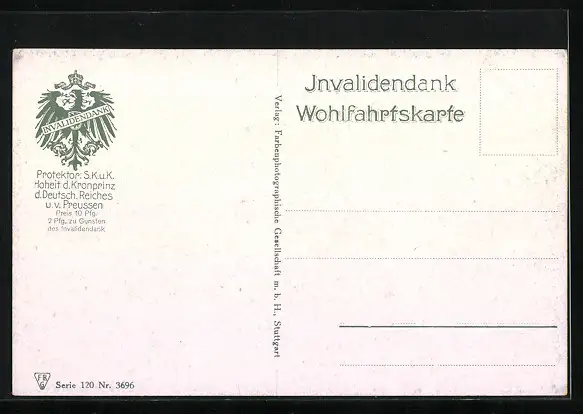 INVALIDENDANK
Protektor: S.K.u.K.
Hoheit d. Kronprinz
d. Deutsch. Reiches
u. v. Preussen
Preis 10 Pfg.
2 Pfg. zu Gunsten
des Invalidendank
Jnvalidendank
Wohlfahrtskarte
Verlag: Farbenphotographische Gesellschaft m. b. H., Stuttgart
Serie 120 Nr. 3696